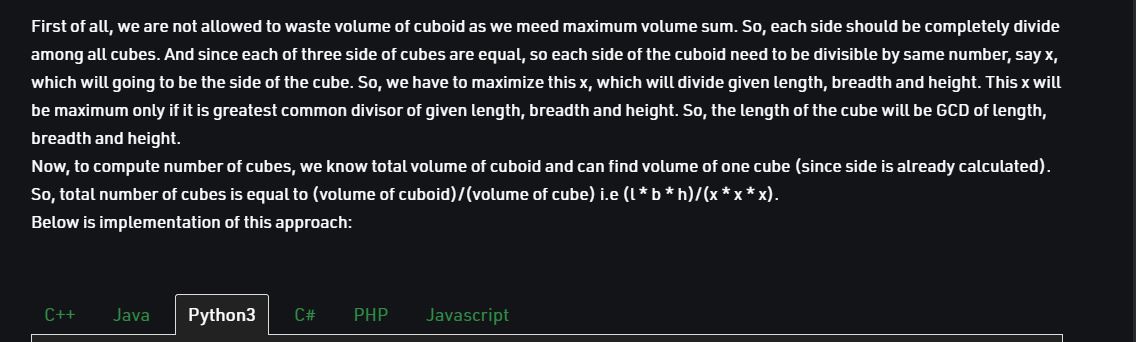 First of all, we are not allowed to waste volume of cuboid as we meed maximum volume sum. So, each side should be completely divide
among all cubes. And since each of three side of cubes are equal, so each side of the cuboid need to be divisible by same number, say x,
which will going to be the side of the cube. So, we have to maximize this x, which will divide given length, breadth and height. This x will
be maximum only if it is greatest common divisor of given length, breadth and height. So, the length of the cube will be GCD of length,
breadth and height.
Now, to compute number of cubes, we know total volume of cuboid and can find volume of one cube (since side is already calculated).
So, total number of cubes is equal to (volume of cuboid)/(volume of cube) i.e (l * b * h)/(x * x * x).
Below is implementation of this approach:
C++ Java Python3 C# PHP Javascript